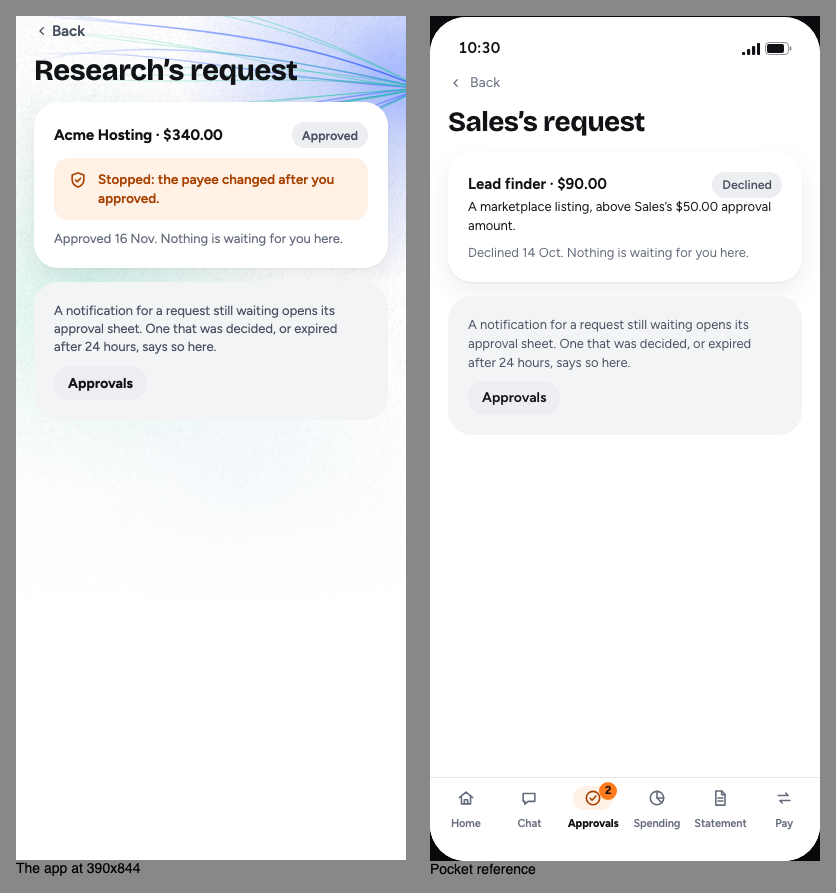 Back
Research’s request
Acme Hosting · $340.00
Approved
Stopped: the payee changed after you
approved.
Approved 16 Nov. Nothing is waiting for you here.
A notification for a request still waiting opens its
approval sheet. One that was decided, or expired
after 24 hours, says so here.
Approvals
The app at 390x844
10:30
Back
Sales’s request
Lead finder · $90.00
Declined
A marketplace listing, above Sales’s $50.00 approval
amount.
Declined 14 Oct. Nothing is waiting for you here.
A notification for a request still waiting opens its
approval sheet. One that was decided, or expired
after 24 hours, says so here.
Approvals
2
Home Chat Approvals Spending Statement Pay
Pocket reference